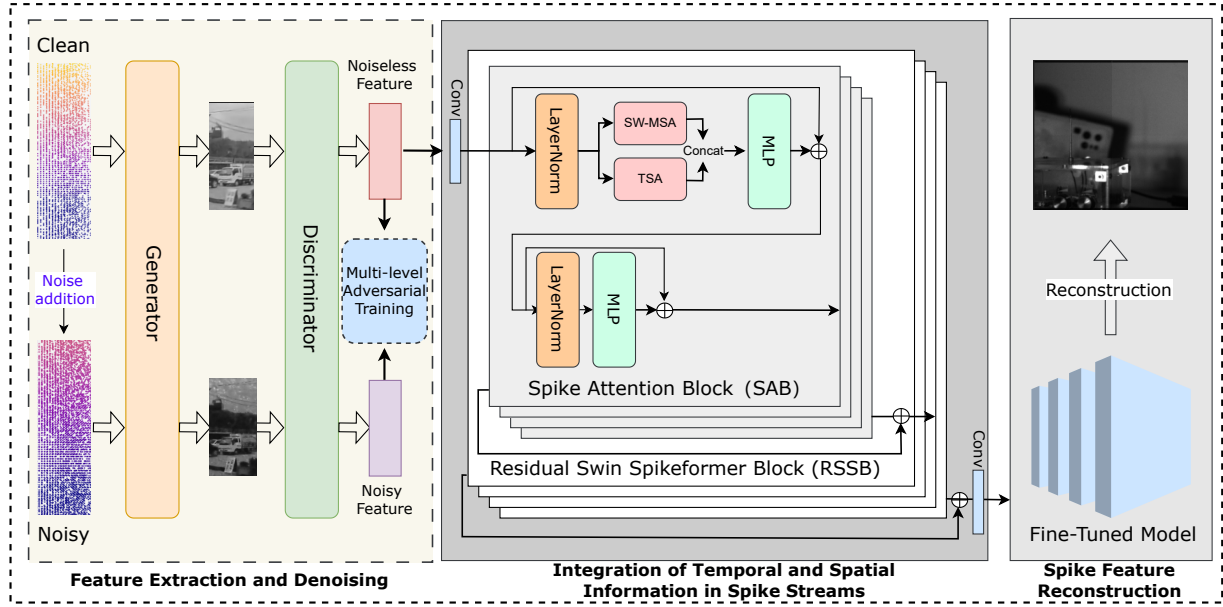 Clean
Noise
addition
Noisy
Generator
Discriminator
Noiseless
Feature
Multi-level
Adversarial
Training
Noisy
Feature
Feature Extraction and Denoising
Conv
LayerNorm
SW-MSA
TSA
Concat
MLP
LayerNorm
MLP
Spike Attention Block (SAB)
Residual Swin Spikeformer Block (RSSB)
Conv
Integration of Temporal and Spatial
Information in Spike Streams
Reconstruction
Fine-Tuned Model
Spike Feature
Reconstruction